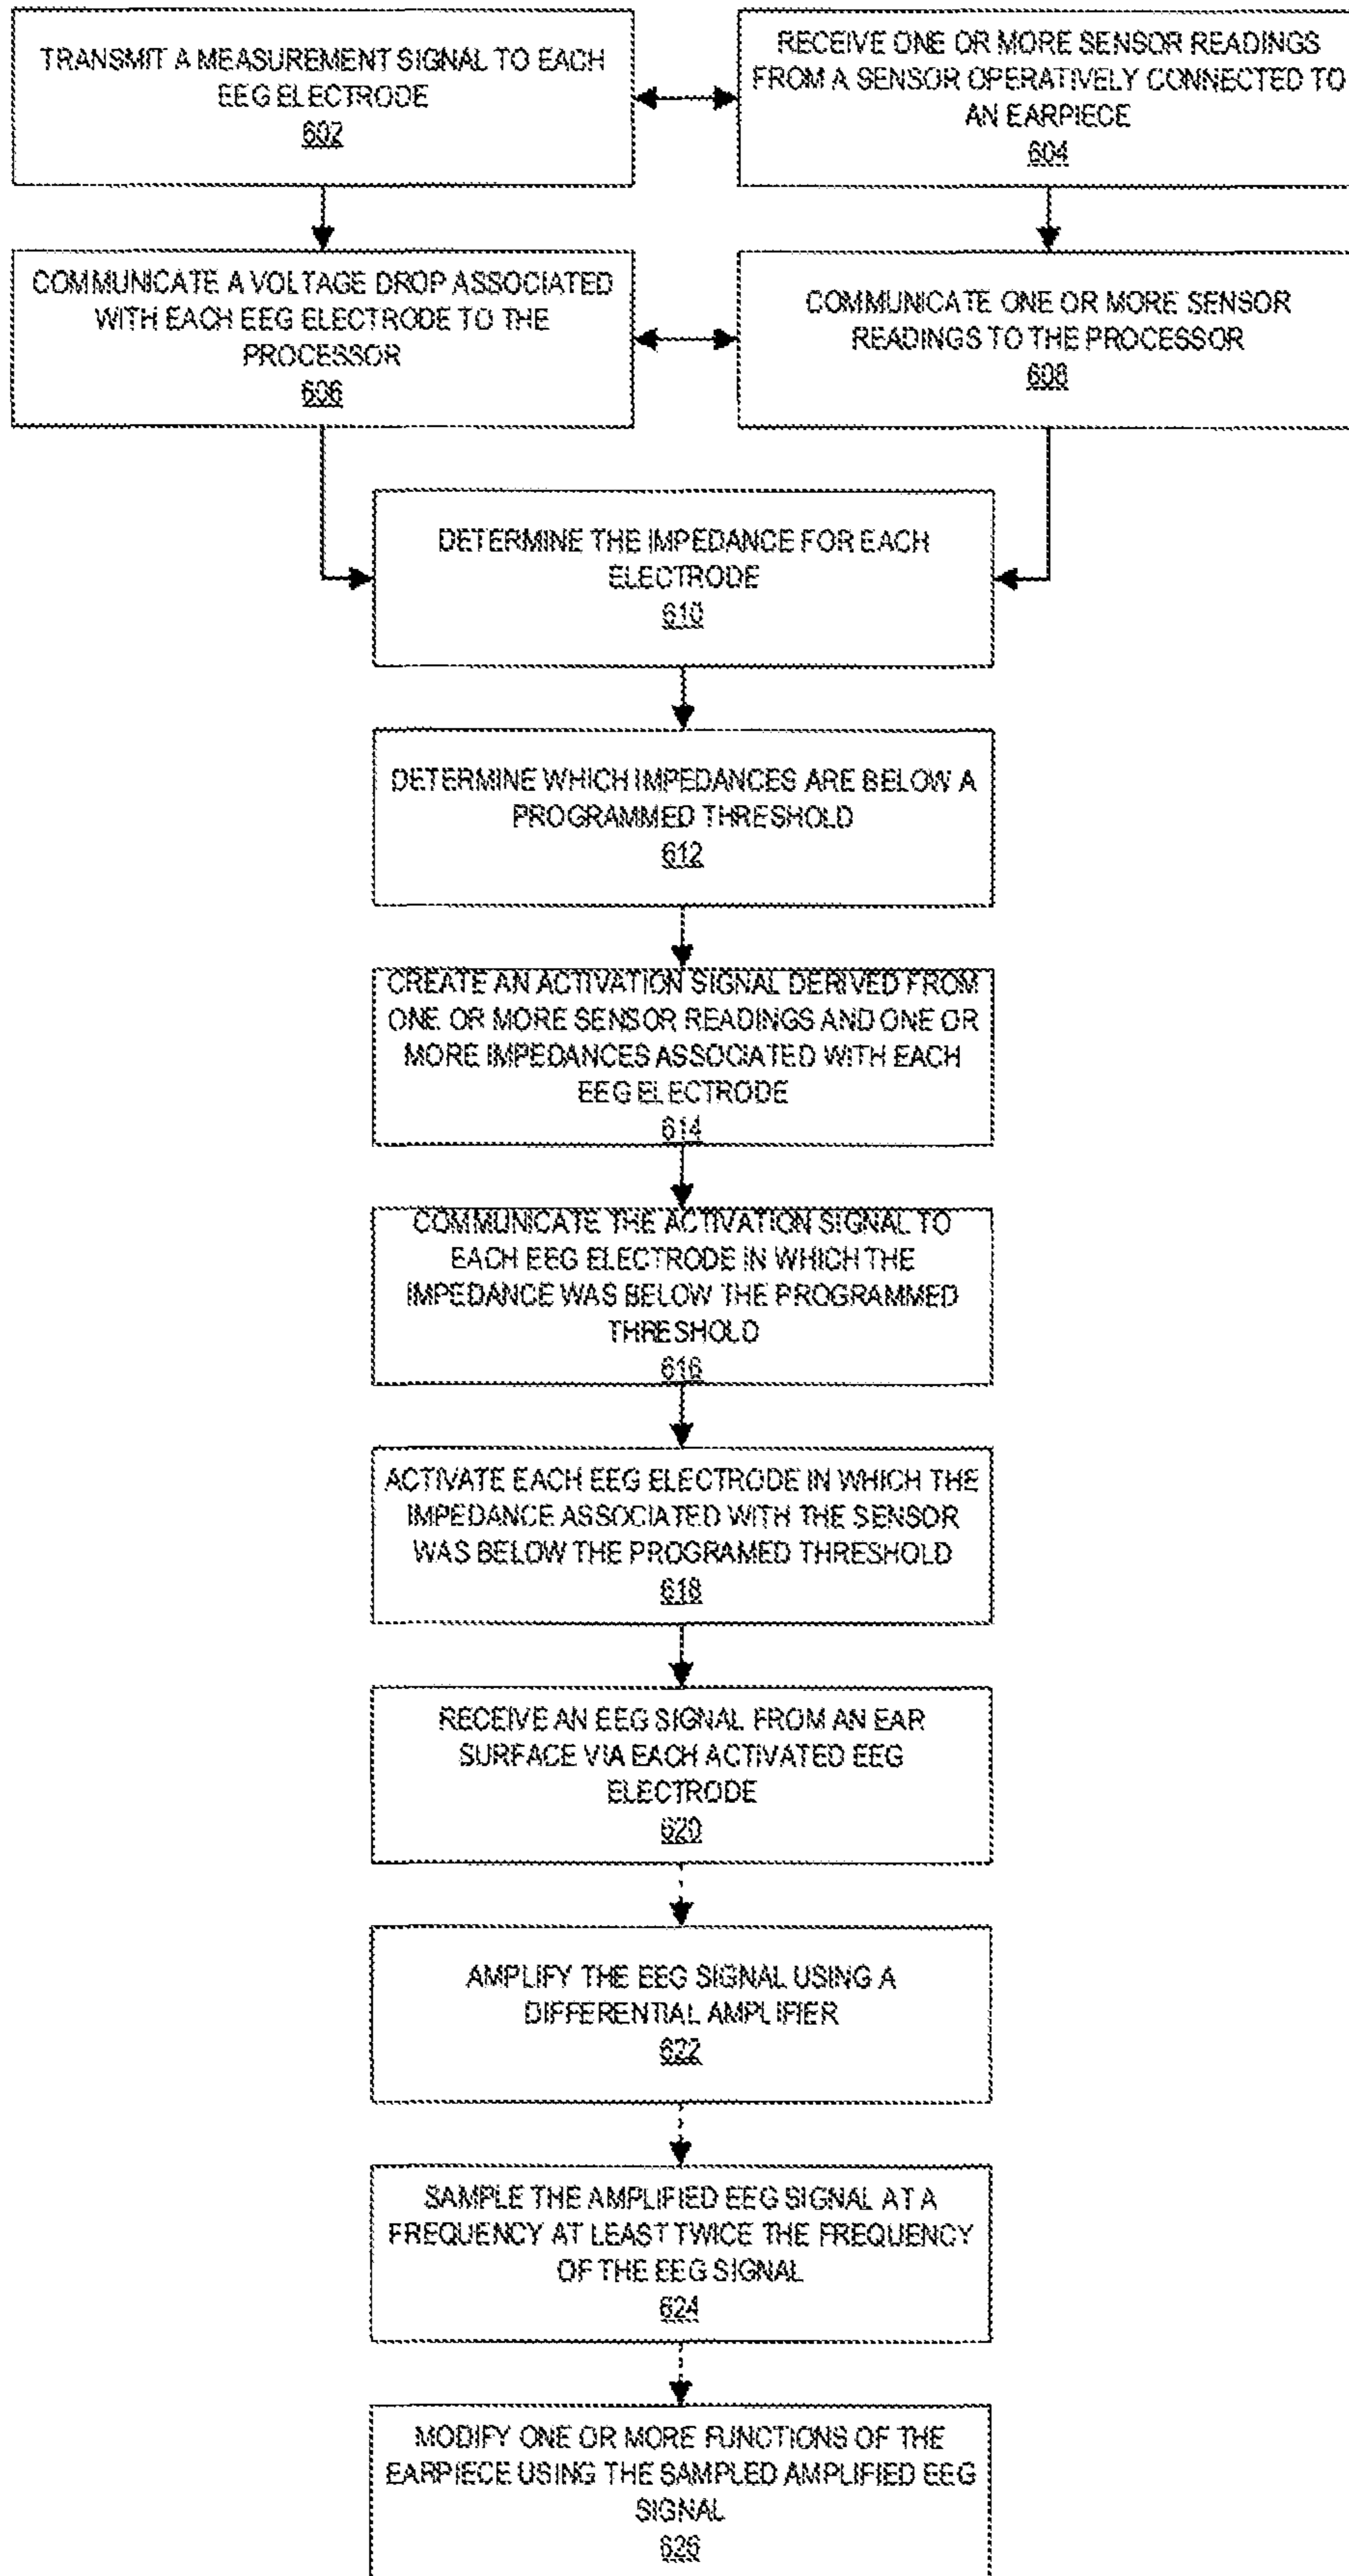 TRANSMIT A MEASUREMENT SIGNAL TO EACH
EEG ELECTRODE
602
RECEIVE ONE OR MORE SENSOR READINGS
FROM A SENSOR OPERATIVELY CONNECTED TO
AN EARPIECE
604
COMMUNICATE A VOLTAGE DROP ASSOCIATED
WITH EACH EEG ELECTRODE TO THE
PROCESSOR
606
COMMUNICATE ONE OR MORE SENSOR
READINGS TO THE PROCESSOR
608
DETERMINE THE IMPEDANCE FOR EACH
ELECTRODE
610
DETERMINE WHICH IMPEDANCES ARE BELOW A
PROGRAMMED THRESHOLD
612
CREATE AN ACTIVATION SIGNAL DERIVED FROM
ONE OR MORE SENSOR READINGS AND ONE OR
MORE IMPEDANCES ASSOCIATED WITH EACH
EEG ELECTRODE
614
COMMUNICATE THE ACTIVATION SIGNAL TO
EACH EEG ELECTRODE IN WHICH THE
IMPEDANCE WAS BELOW THE PROGRAMMED
THRESHOLD
616
ACTIVATE EACH EEG ELECTRODE IN WHICH THE
IMPEDANCE ASSOCIATED WITH THE SENSOR
WAS BELOW THE PROGRAMED THRESHOLD
618
RECEIVE AN EEG SIGNAL FROM AN EAR
SURFACE VIA EACH ACTIVATED EEG
ELECTRODE
620
AMPLIFY THE EEG SIGNAL USING A
DIFFERENTIAL AMPLIFIER
622
SAMPLE THE AMPLIFIED EEG SIGNAL AT A
FREQUENCY AT LEAST TWICE THE FREQUENCY
OF THE EEG SIGNAL
624
MODIFY ONE OR MORE FUNCTIONS OF THE
EARPIECE USING THE SAMPLED AMPLIFIED EEG
SIGNAL
626